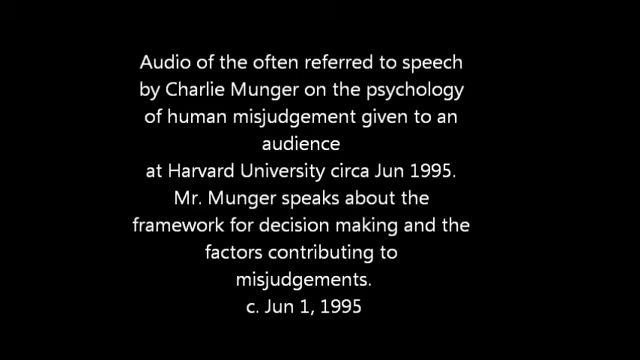 Audio of the often referred to speech
by Charlie Munger on the psychology
of human misjudgement given to an
audience
at Harvard University circa Jun 1995.
Mr. Munger speaks about the
framework for decision making and the
factors contributing to
misjudgements.
c. Jun 1, 1995